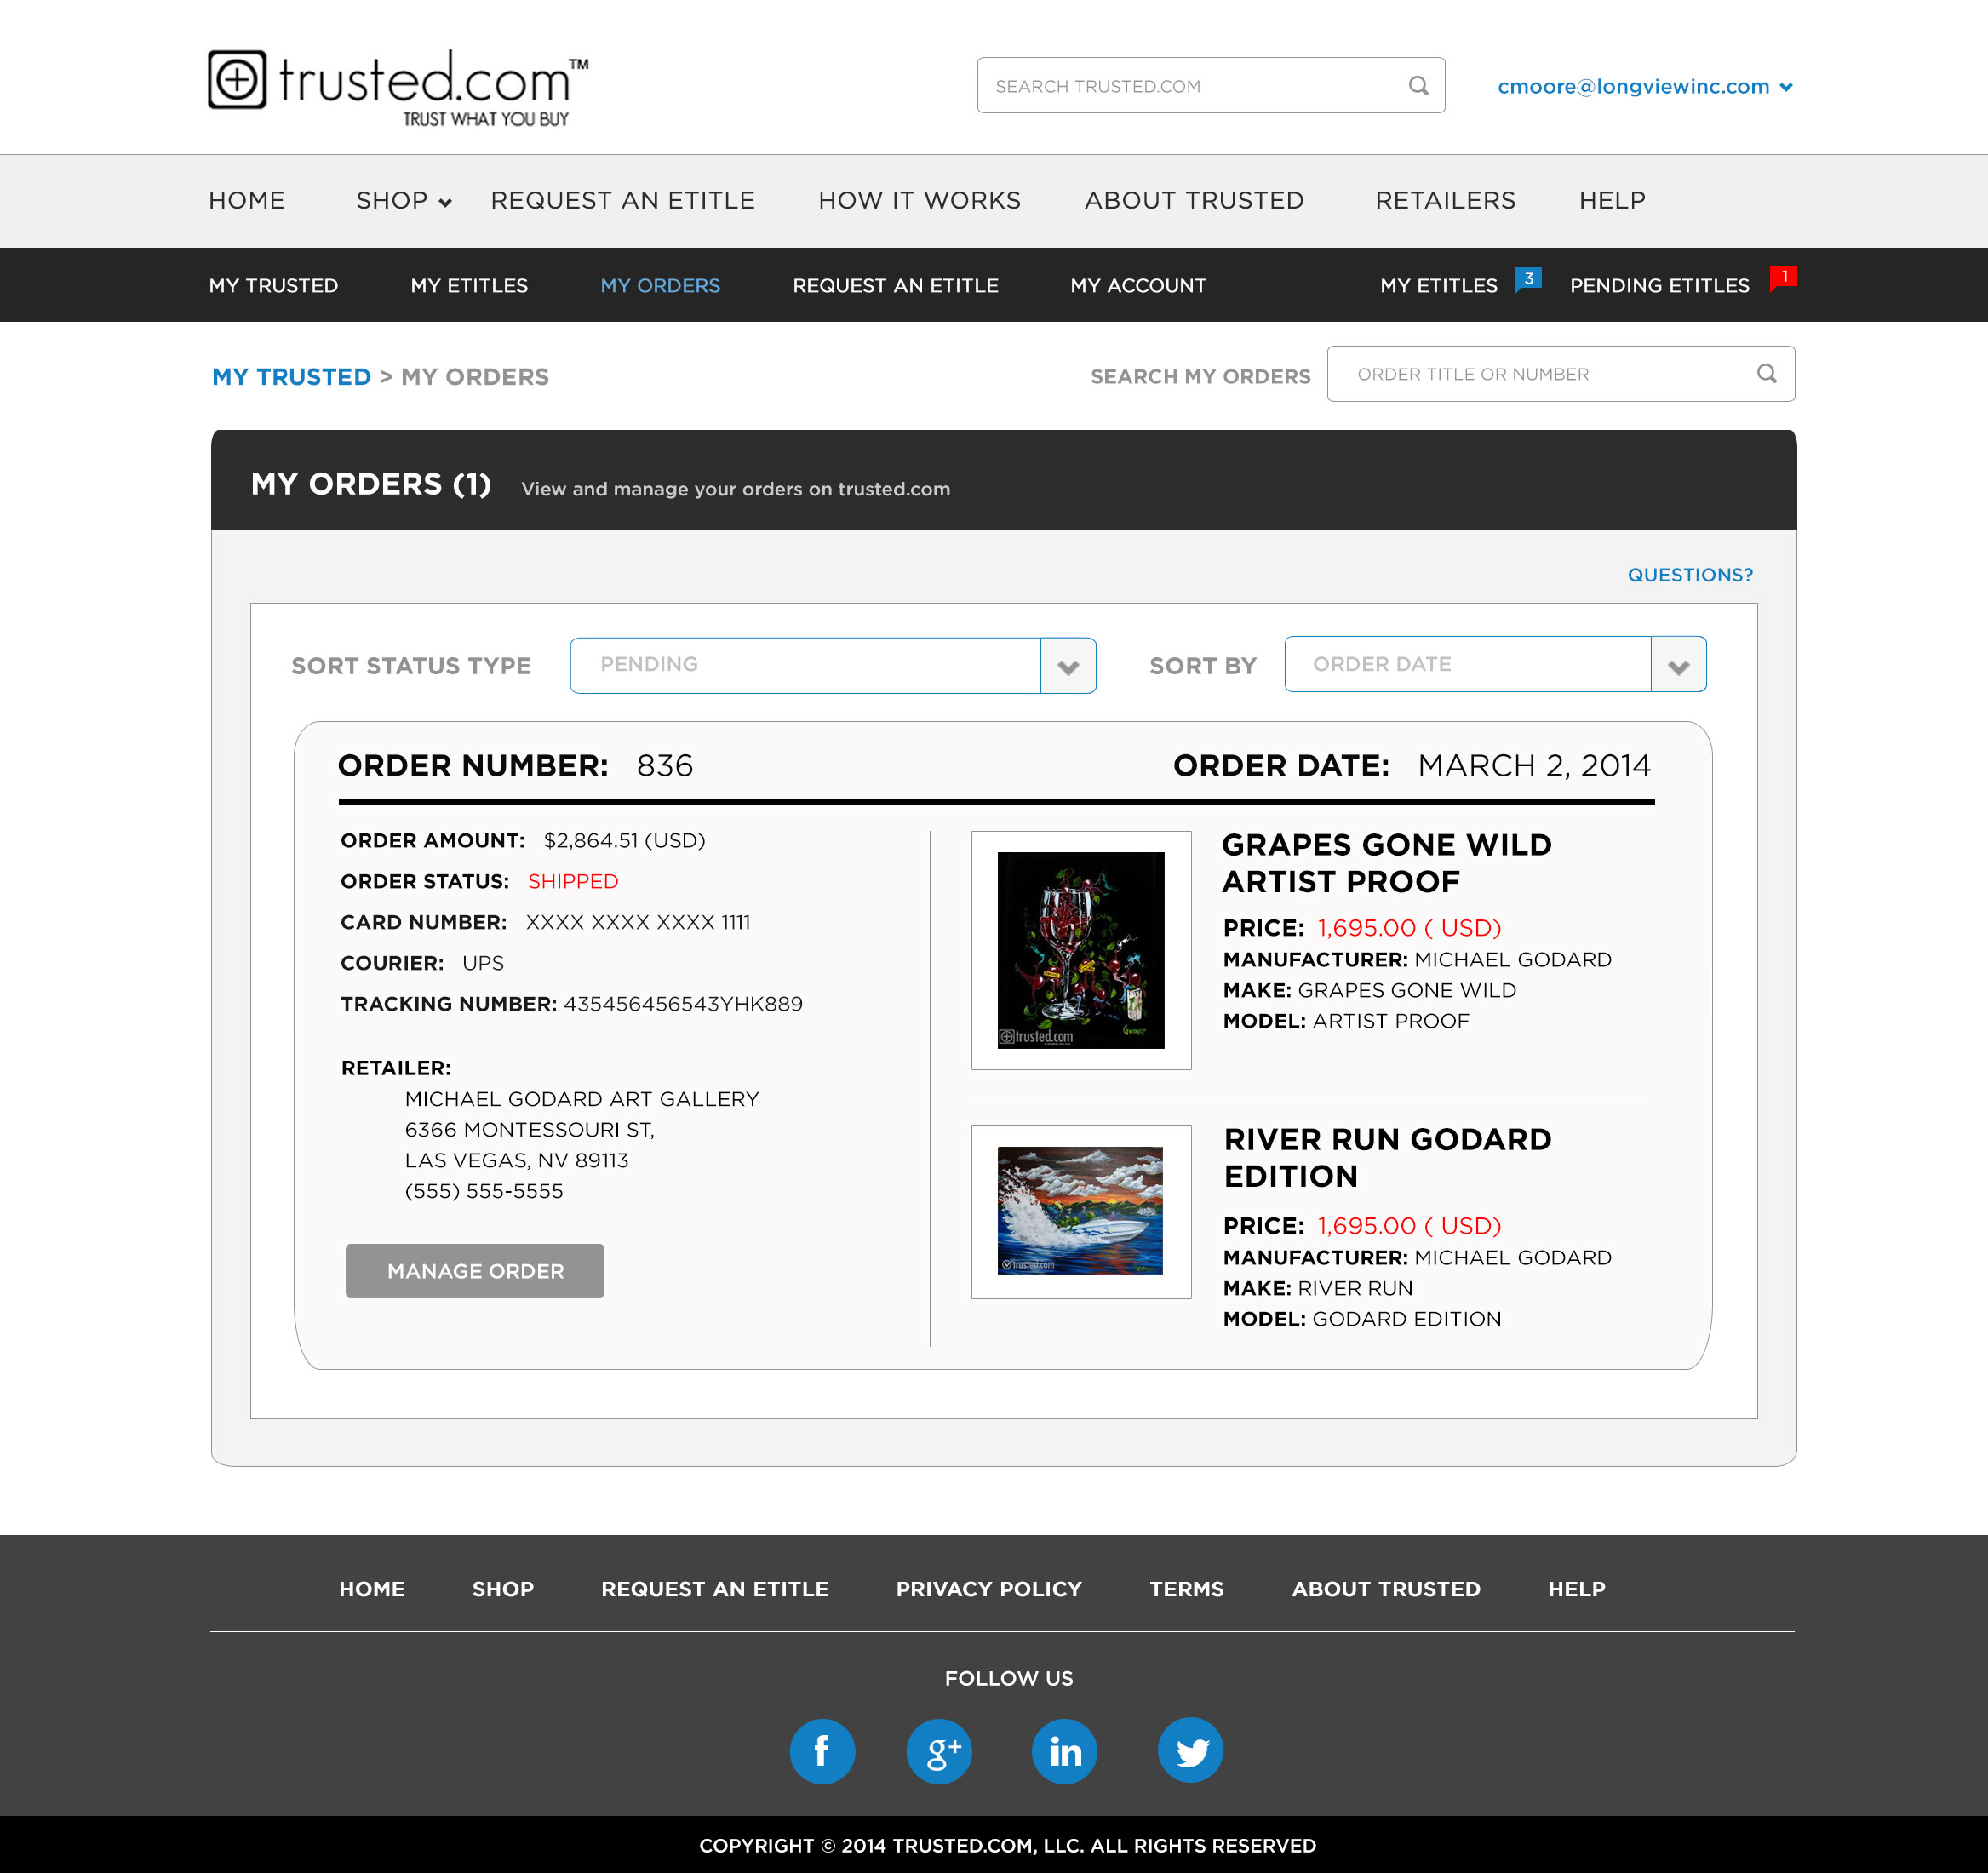 trusted.com™
TRUST WHAT YOU BUY
SEARCH TRUSTED.COM
cmoore@longviewinc.com
HOME SHOP REQUEST AN ETITLE HOW IT WORKS ABOUT TRUSTED RETAILERS HELP
MY TRUSTED MY ETITLES MY ORDERS REQUEST AN ETITLE MY ACCOUNT MY ETITLES 3 PENDING ETITLES 1
MY TRUSTED > MY ORDERS
SEARCH MY ORDERS ORDER TITLE OR NUMBER
MY ORDERS (1) View and manage your orders on trusted.com
QUESTIONS?
SORT STATUS TYPE PENDING SORT BY ORDER DATE
ORDER NUMBER: 836 ORDER DATE: MARCH 2, 2014
ORDER AMOUNT: $2,864.51 (USD)
ORDER STATUS: SHIPPED
CARD NUMBER: XXXX XXXX XXXX 1111
COURIER: UPS
TRACKING NUMBER: 435456456543YHK889
RETAILER:
MICHAEL GODARD ART GALLERY
6366 MONTESSOURI ST,
LAS VEGAS, NV 89113
(555) 555-5555
MANAGE ORDER
trusted.com
GRAPES GONE WILD
ARTIST PROOF
PRICE: 1,695.00 ( USD)
MANUFACTURER: MICHAEL GODARD
MAKE: GRAPES GONE WILD
MODEL: ARTIST PROOF
trusted.com
RIVER RUN GODARD
EDITION
PRICE: 1,695.00 ( USD)
MANUFACTURER: MICHAEL GODARD
MAKE: RIVER RUN
MODEL: GODARD EDITION
HOME SHOP REQUEST AN ETITLE PRIVACY POLICY TERMS ABOUT TRUSTED HELP
FOLLOW US
f g+ in
COPYRIGHT © 2014 TRUSTED.COM, LLC. ALL RIGHTS RESERVED